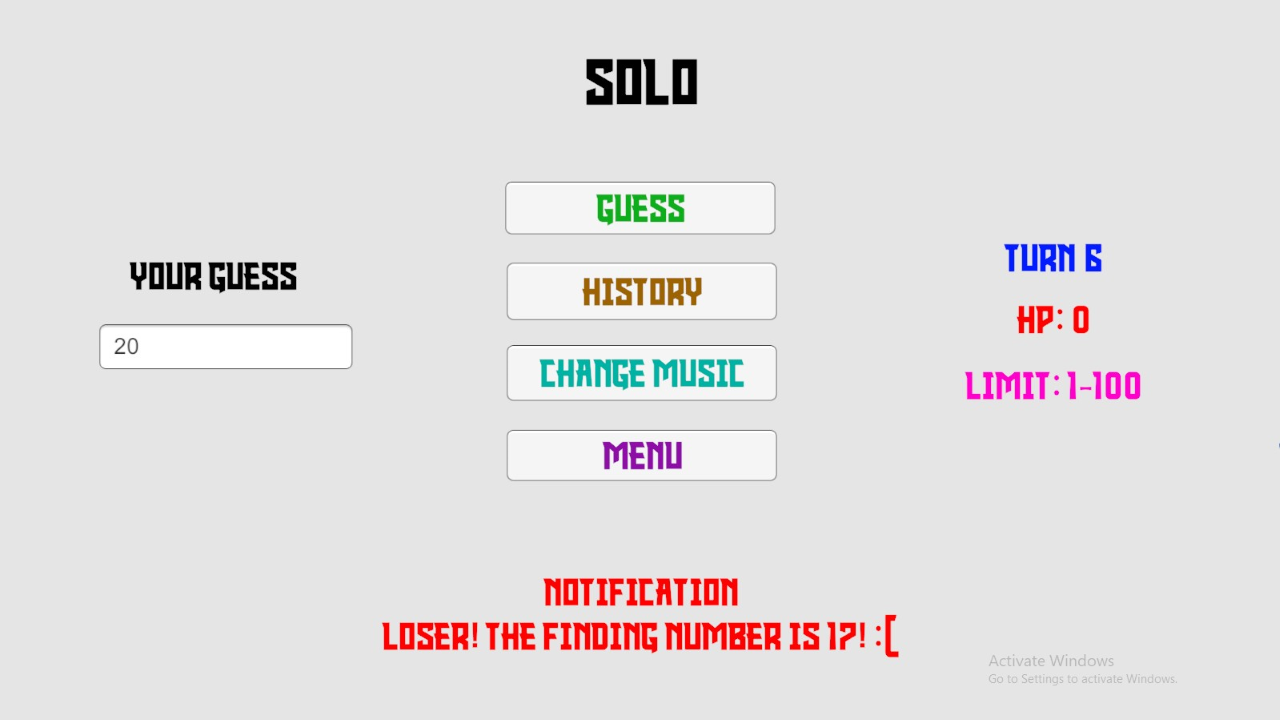 SOLO
GUESS
HISTORY
CHANGE MUSIC
MENU
YOUR GUESS
20
TURN 6
HP: 0
LIMIT: 1-100
NOTIFICATION
LOSER! THE FINDING NUMBER IS 17! :[
Activate Windows
Go to Settings to activate Windows.